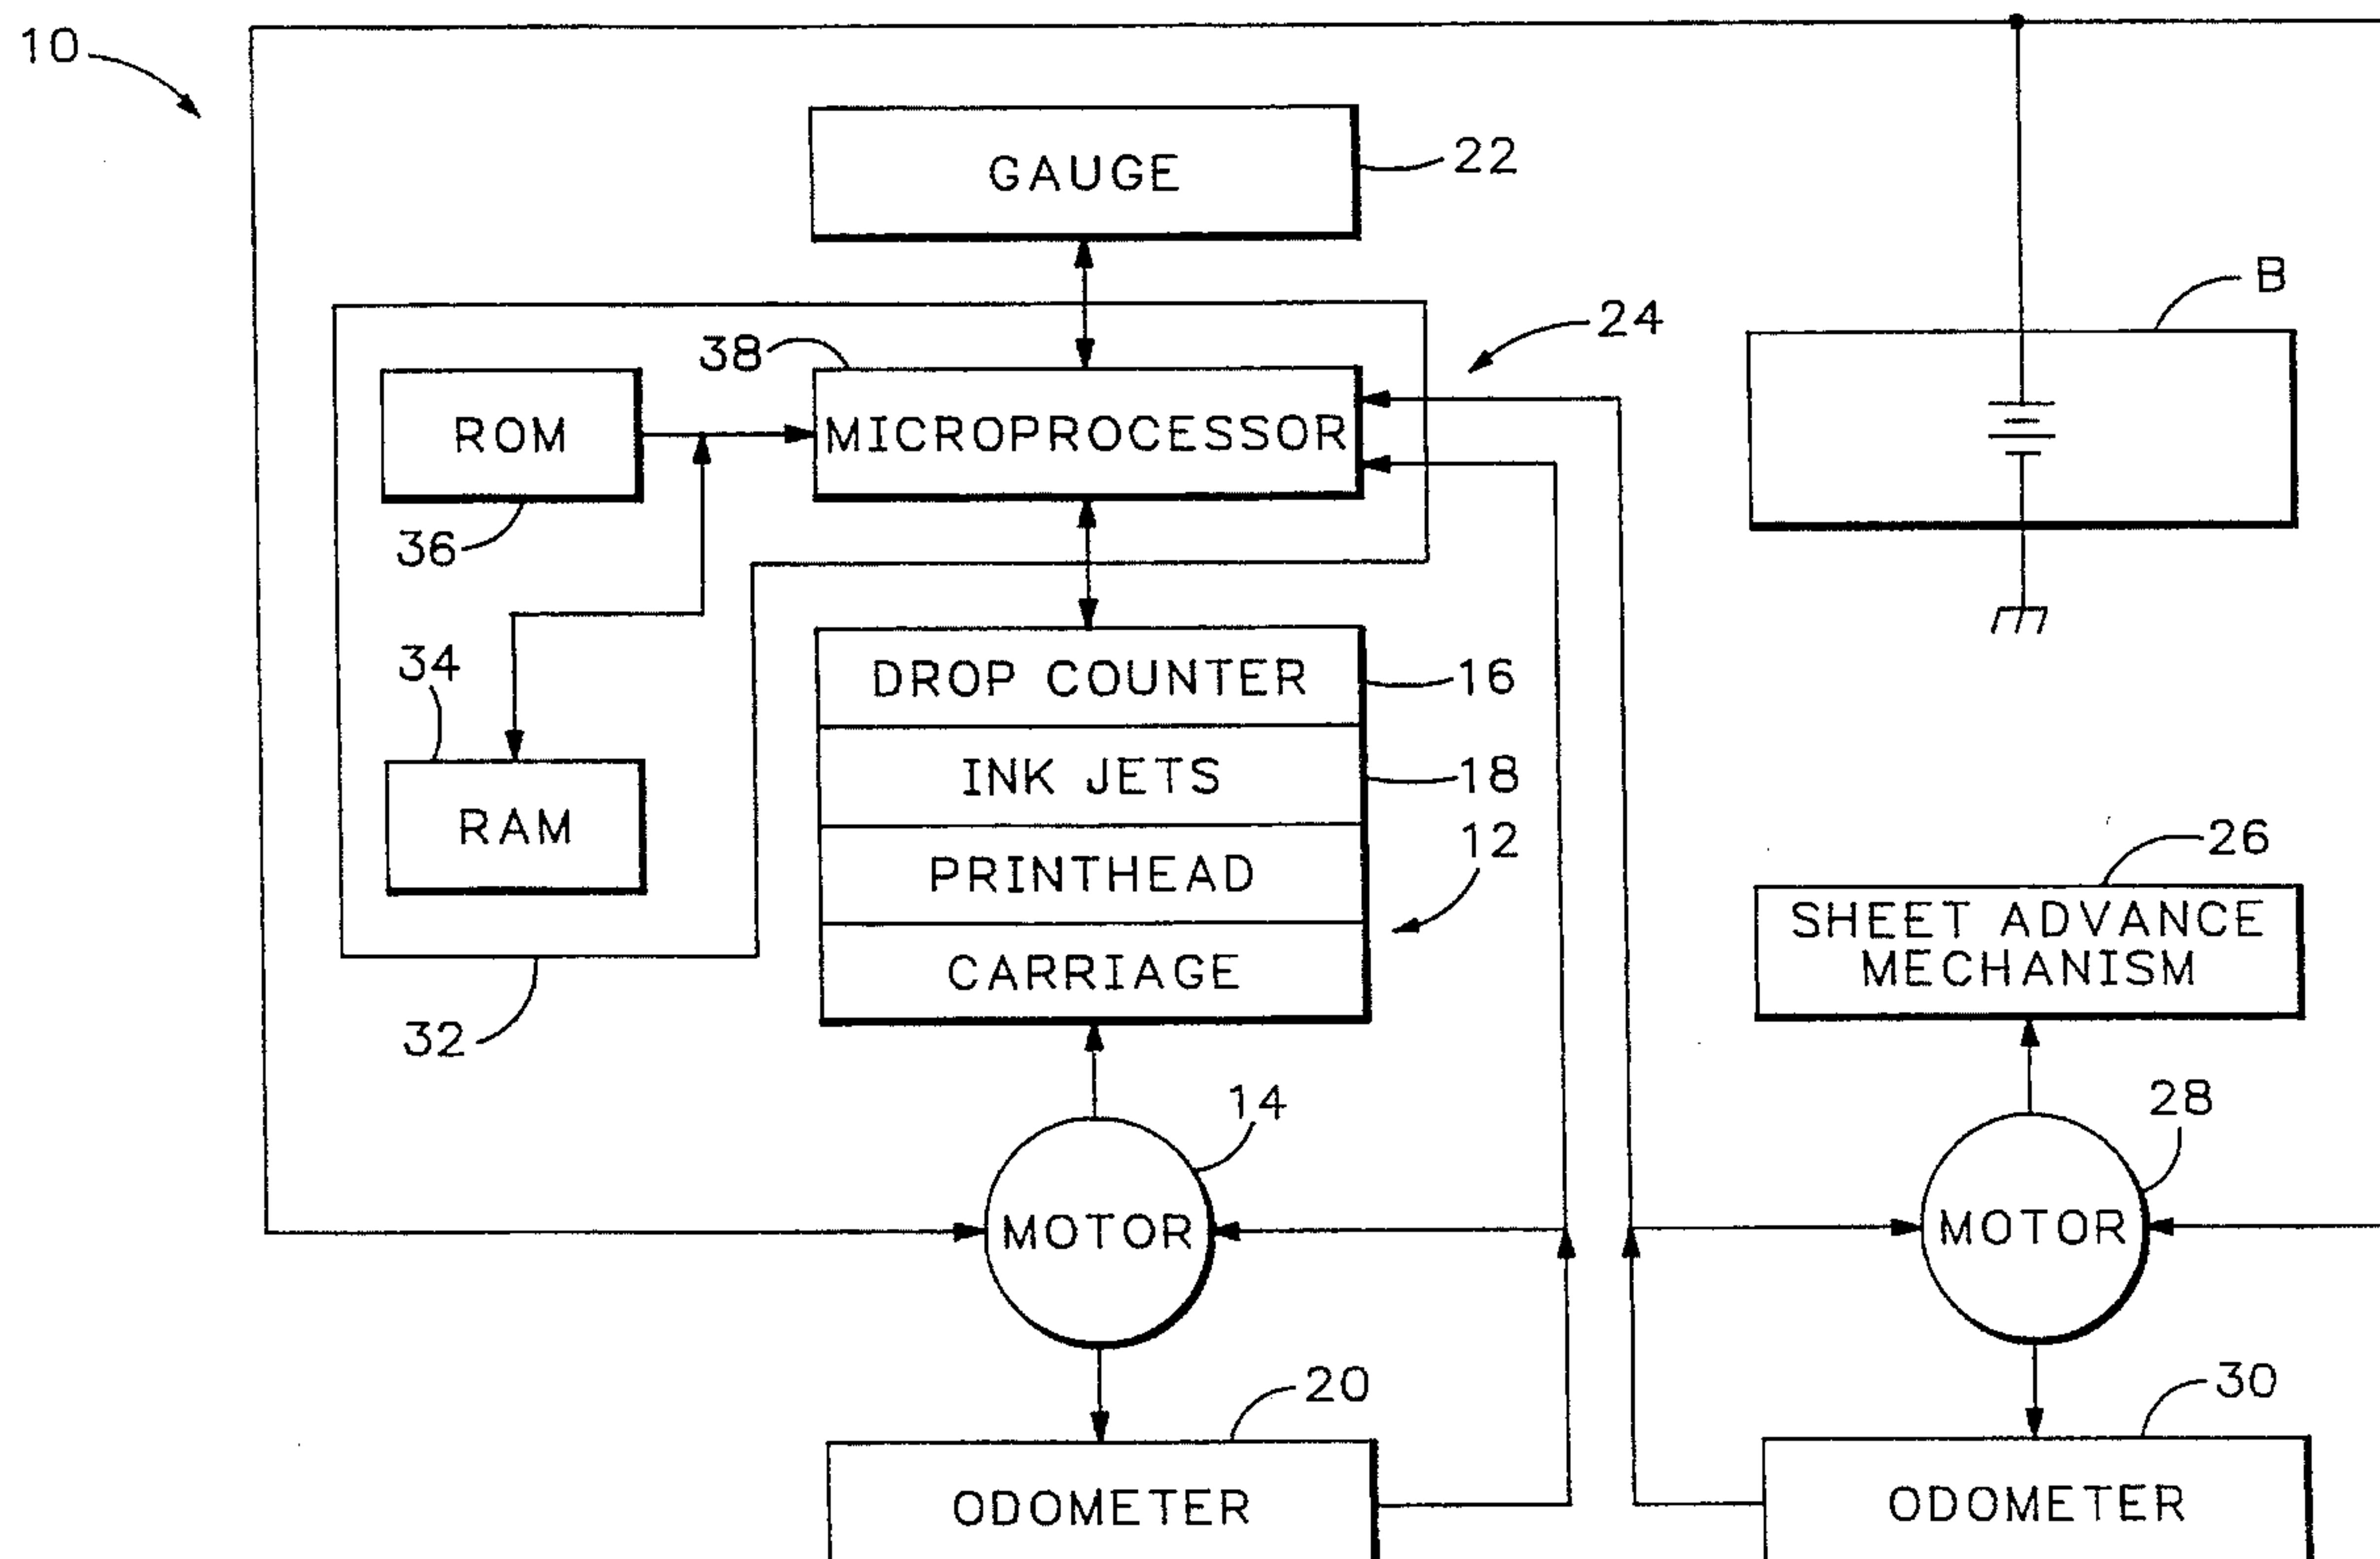 10
GAUGE
22
B
24
38
ROM
MICROPROCESSOR
36
34
DROP COUNTER
16
INK JETS
18
RAM
12
26
PRINTHEAD
SHEET ADVANCE
MECHANISM
CARRIAGE
32
14
28
MOTOR
MOTOR
20
30
ODOMETER
ODOMETER